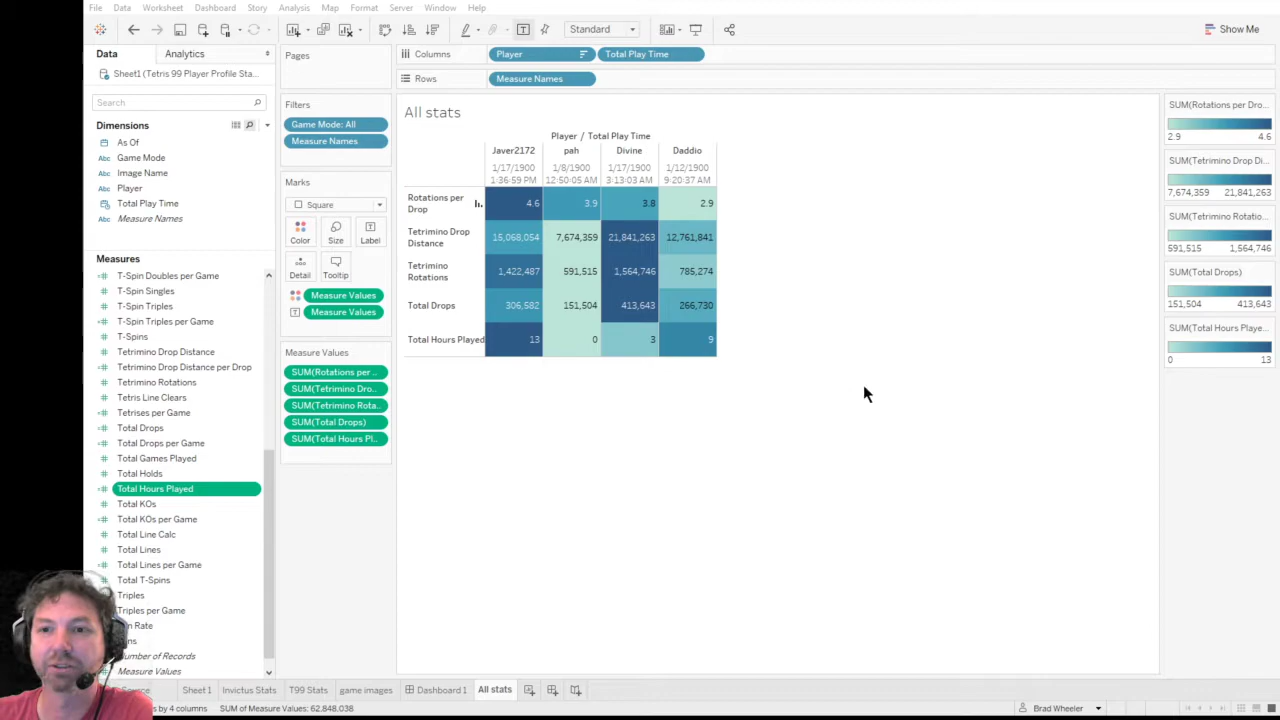 File Data Worksheet Dashboard Story Analysis Map Format Server Window Help
Standard
Show Me
Data Analytics
Sheet1 (Tetris 99 Player Profile Sta...
Search
Dimensions
As Of
Abc Game Mode
Abc Image Name
Abc Player
Total Play Time
Abc Measure Names
Measures
T-Spin Doubles per Game
T-Spin Singles
T-Spin Triples
T-Spin Triples per Game
T-Spins
Tetrimino Drop Distance
Tetrimino Drop Distance per Drop
Tetrimino Rotations
Tetris Line Clears
Tetrises per Game
Total Drops
Total Drops per Game
Total Games Played
Total Holds
Total Hours Played
Total KOs
Total KOs per Game
Total Line Calc
Total Lines
Total Lines per Game
Total T-Spins
Triples
Triples per Game
Measure Values
Pages
Filters
Game Mode: All
Measure Names
Marks
Square
Color Size Label
Detail Tooltip
Measure Values
Measure Values
Measure Values
SUM(Rotations per ..
SUM(Tetrimino Dro..
SUM(Tetrimino Rota..
SUM(Total Drops)
SUM(Total Hours Pl..
Columns Player Total Play Time
Rows Measure Names
All stats
Player / Total Play Time
Javer2172 pah Divine Daddio
1/17/1900 1/8/1900 1/17/1900 1/12/1900
1:36:59 PM 12:50:05 AM 3:13:03 AM 9:20:37 AM
Rotations per
Drop 4.6 3.9 3.8 2.9
Tetrimino Drop
Distance 15,068,054 7,674,359 21,841,263 12,761,841
Tetrimino
Rotations 1,422,487 591,515 1,564,746 785,274
Total Drops 306,582 151,504 413,643 266,730
Total Hours Played 13 0 3 9
SUM(Rotations per Dro...
2.9 4.6
SUM(Tetrimino Drop Di...
7,674,359 21,841,263
SUM(Tetrimino Rotatio...
591,515 1,564,746
SUM(Total Drops)
151,504 413,643
SUM(Total Hours Playe...
0 13
Sheet 1 Invictus Stats T99 Stats game images Dashboard 1 All stats
by 4 columns SUM of Measure Values: 62,848,038
Brad Wheeler